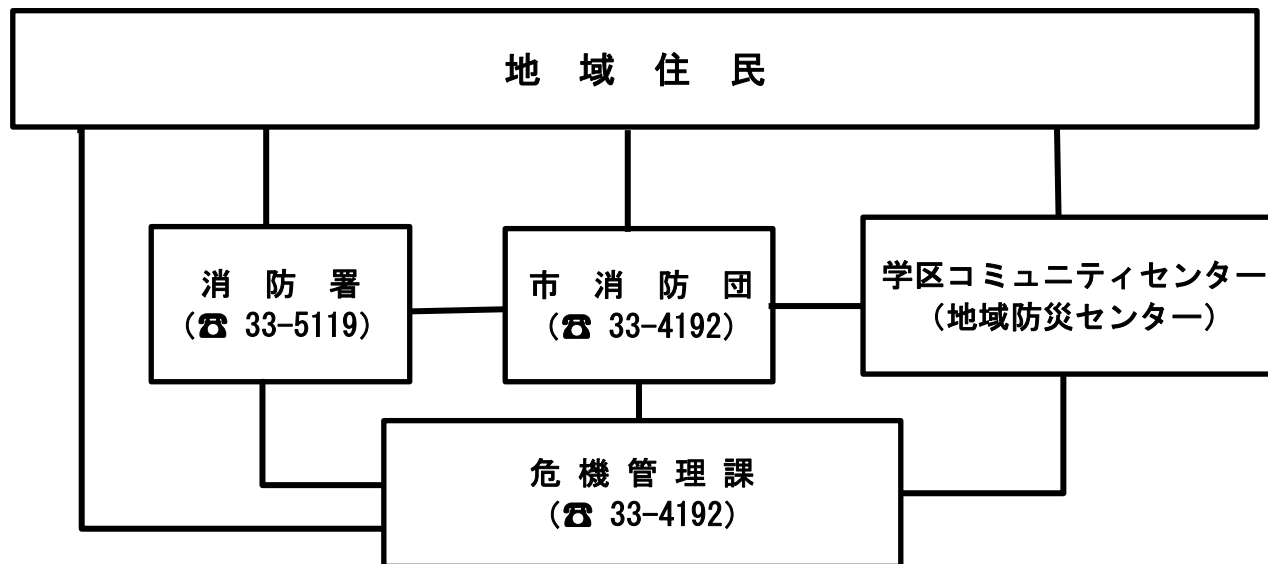 地域住民
消防署
(☎ 33-5119)
市消防団
(☎ 33-4192)
学区コミュニティセンター
(地域防災センター)
危機管理課
(☎ 33-4192)